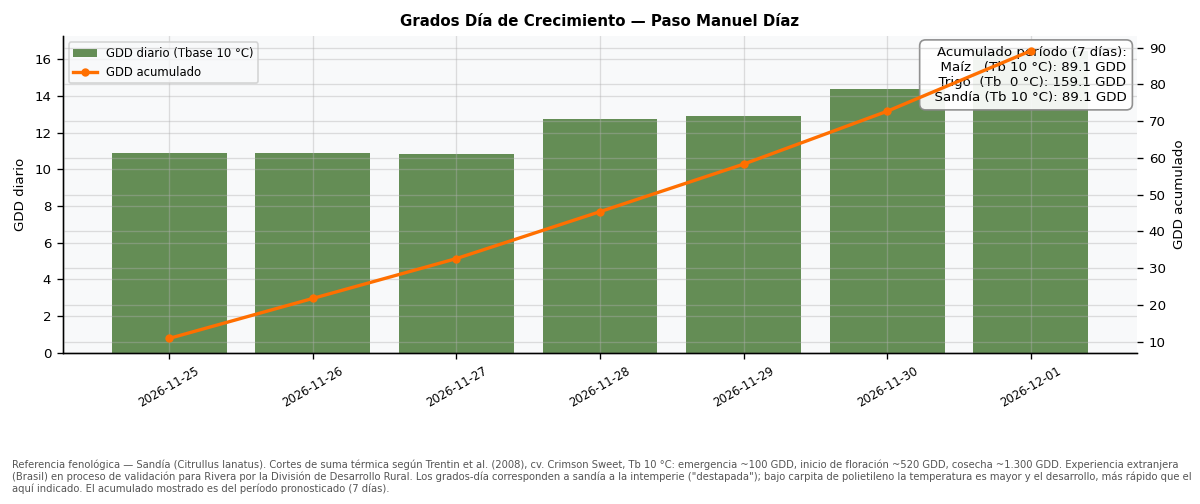 Grados Día de Crecimiento — Paso Manuel Díaz
GDD diario (Tbase 10 °C)
GDD acumulado
Acumulado período (7 días):
Maíz (Tb 10 °C): 89.1 GDD
Trigo (Tb 0 °C): 159.1 GDD
Sandía (Tb 10 °C): 89.1 GDD
GDD diario
16
14
12
10
8
6
4
2
0
90
80
70
60
50
40
30
20
10
GDD acumulado
2026-11-25
2026-11-26
2026-11-27
2026-11-28
2026-11-29
2026-11-30
2026-12-01
Referencia fenológica — Sandía (Citrullus lanatus). Cortes de suma térmica según Trentin et al. (2008), cv. Crimson Sweet, Tb 10 °C: emergencia ~100 GDD, inicio de floración ~520 GDD, cosecha ~1.300 GDD. Experiencia extranjera
(Brasil) en proceso de validación para Rivera por la División de Desarrollo Rural. Los grados-día corresponden a sandía a la intemperie ("destapada"); bajo carpita de polietileno la temperatura es mayor y el desarrollo, más rápido que el
aquí indicado. El acumulado mostrado es del período pronosticado (7 días).